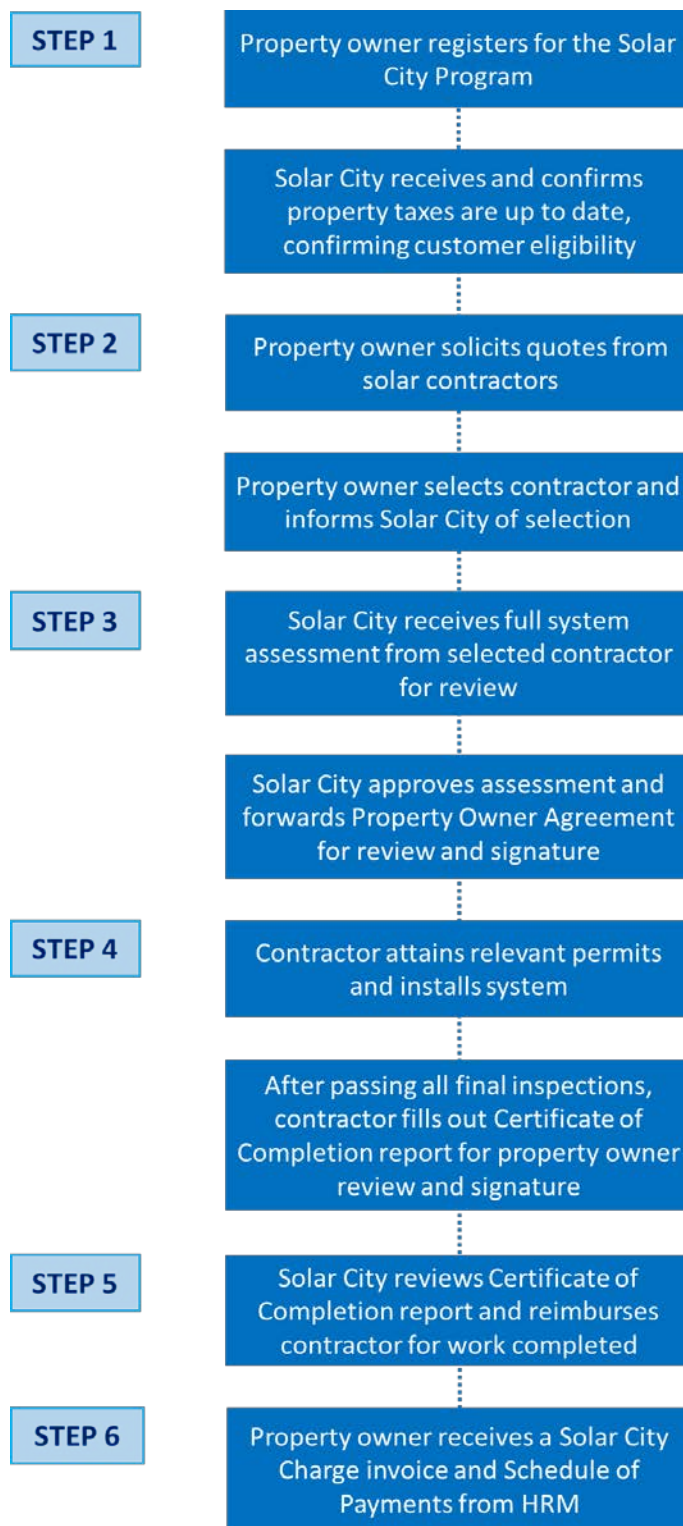 STEP 1
Property owner registers for the Solar
City Program
Solar City receives and confirms
property taxes are up to date,
confirming customer eligibility
STEP 2
Property owner solicits quotes from
solar contractors
Property owner selects contractor and
informs Solar City of selection
STEP 3
Solar City receives full system
assessment from selected contractor
for review
Solar City approves assessment and
forwards Property Owner Agreement
for review and signature
STEP 4
Contractor attains relevant permits
and installs system
After passing all final inspections,
contractor fills out Certificate of
Completion report for property owner
review and signature
STEP 5
Solar City reviews Certificate of
Completion report and reimburses
contractor for work completed
STEP 6
Property owner receives a Solar City
Charge invoice and Schedule of
Payments from HRM